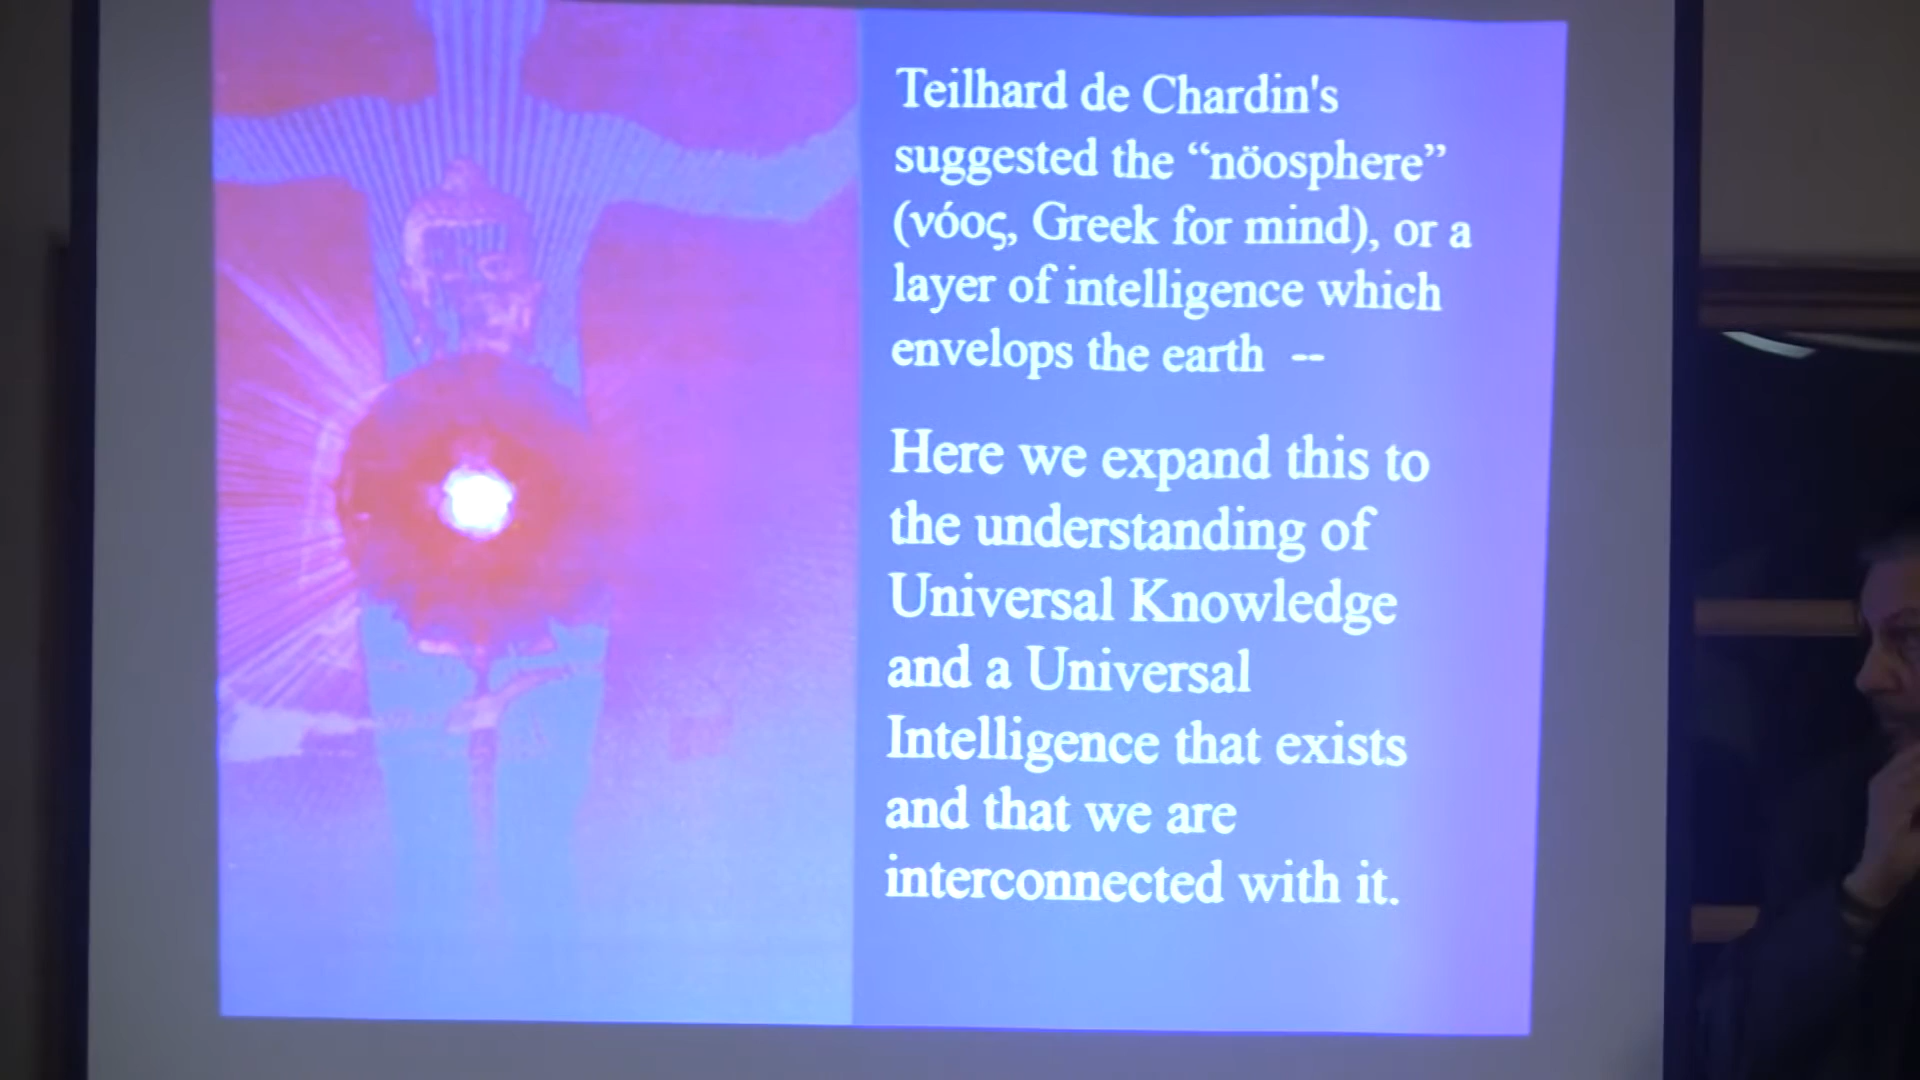 Teilhard de Chardin's
suggested the “nöosphere”
(νόος, Greek for mind), or a
layer of intelligence which
envelops the earth --
Here we expand this to
the understanding of
Universal Knowledge
and a Universal
Intelligence that exists
and that we are
interconnected with it.